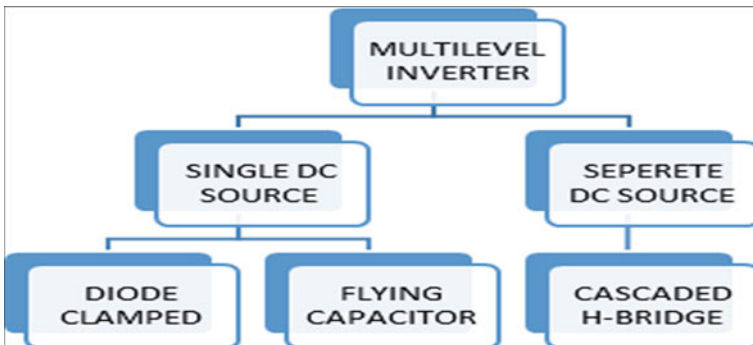 MULTILEVEL
INVERTER
SINGLE DC
SOURCE
SEPERETE
DC SOURCE
DIODE
CLAMPED
FLYING
CAPACITOR
CASCADED
H-BRIDGE